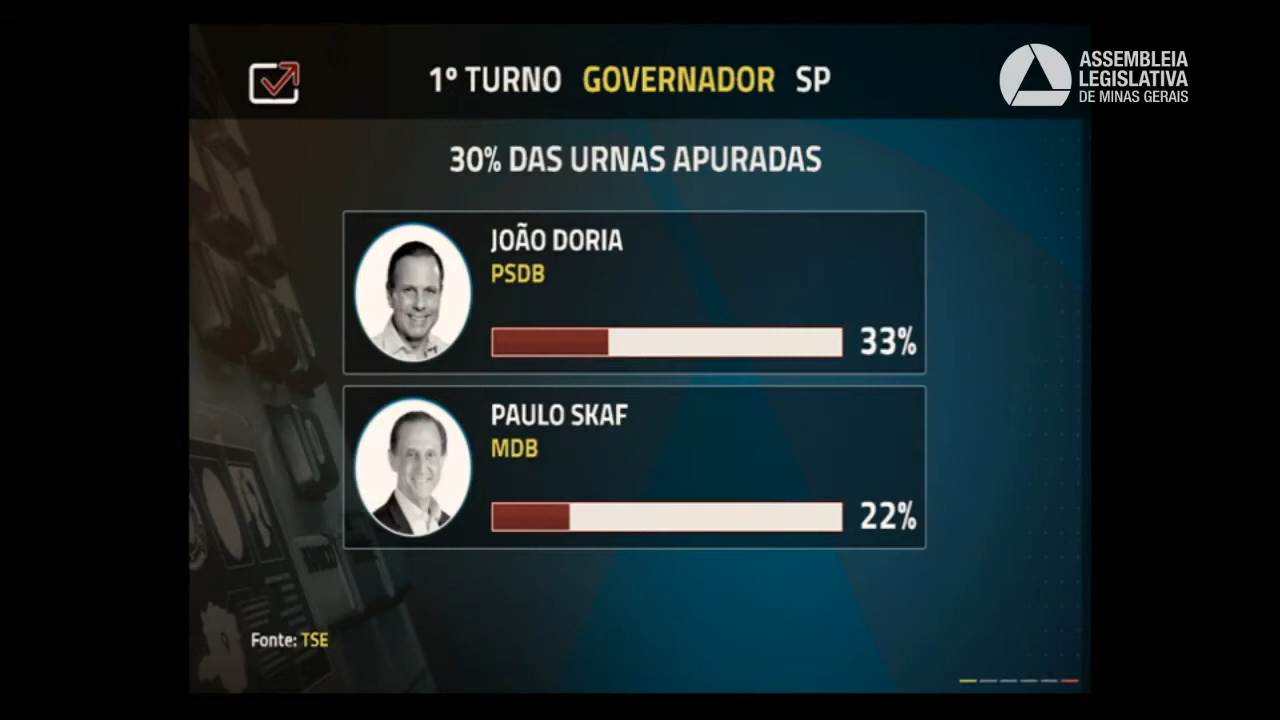 1º TURNO GOVERNADOR SP
ASSEMBLEIA
LEGISLATIVA
DE MINAS GERAIS
30% DAS URNAS APURADAS
JOÃO DORIA
PSDB
33%
PAULO SKAF
MDB
22%
Fonte: TSE